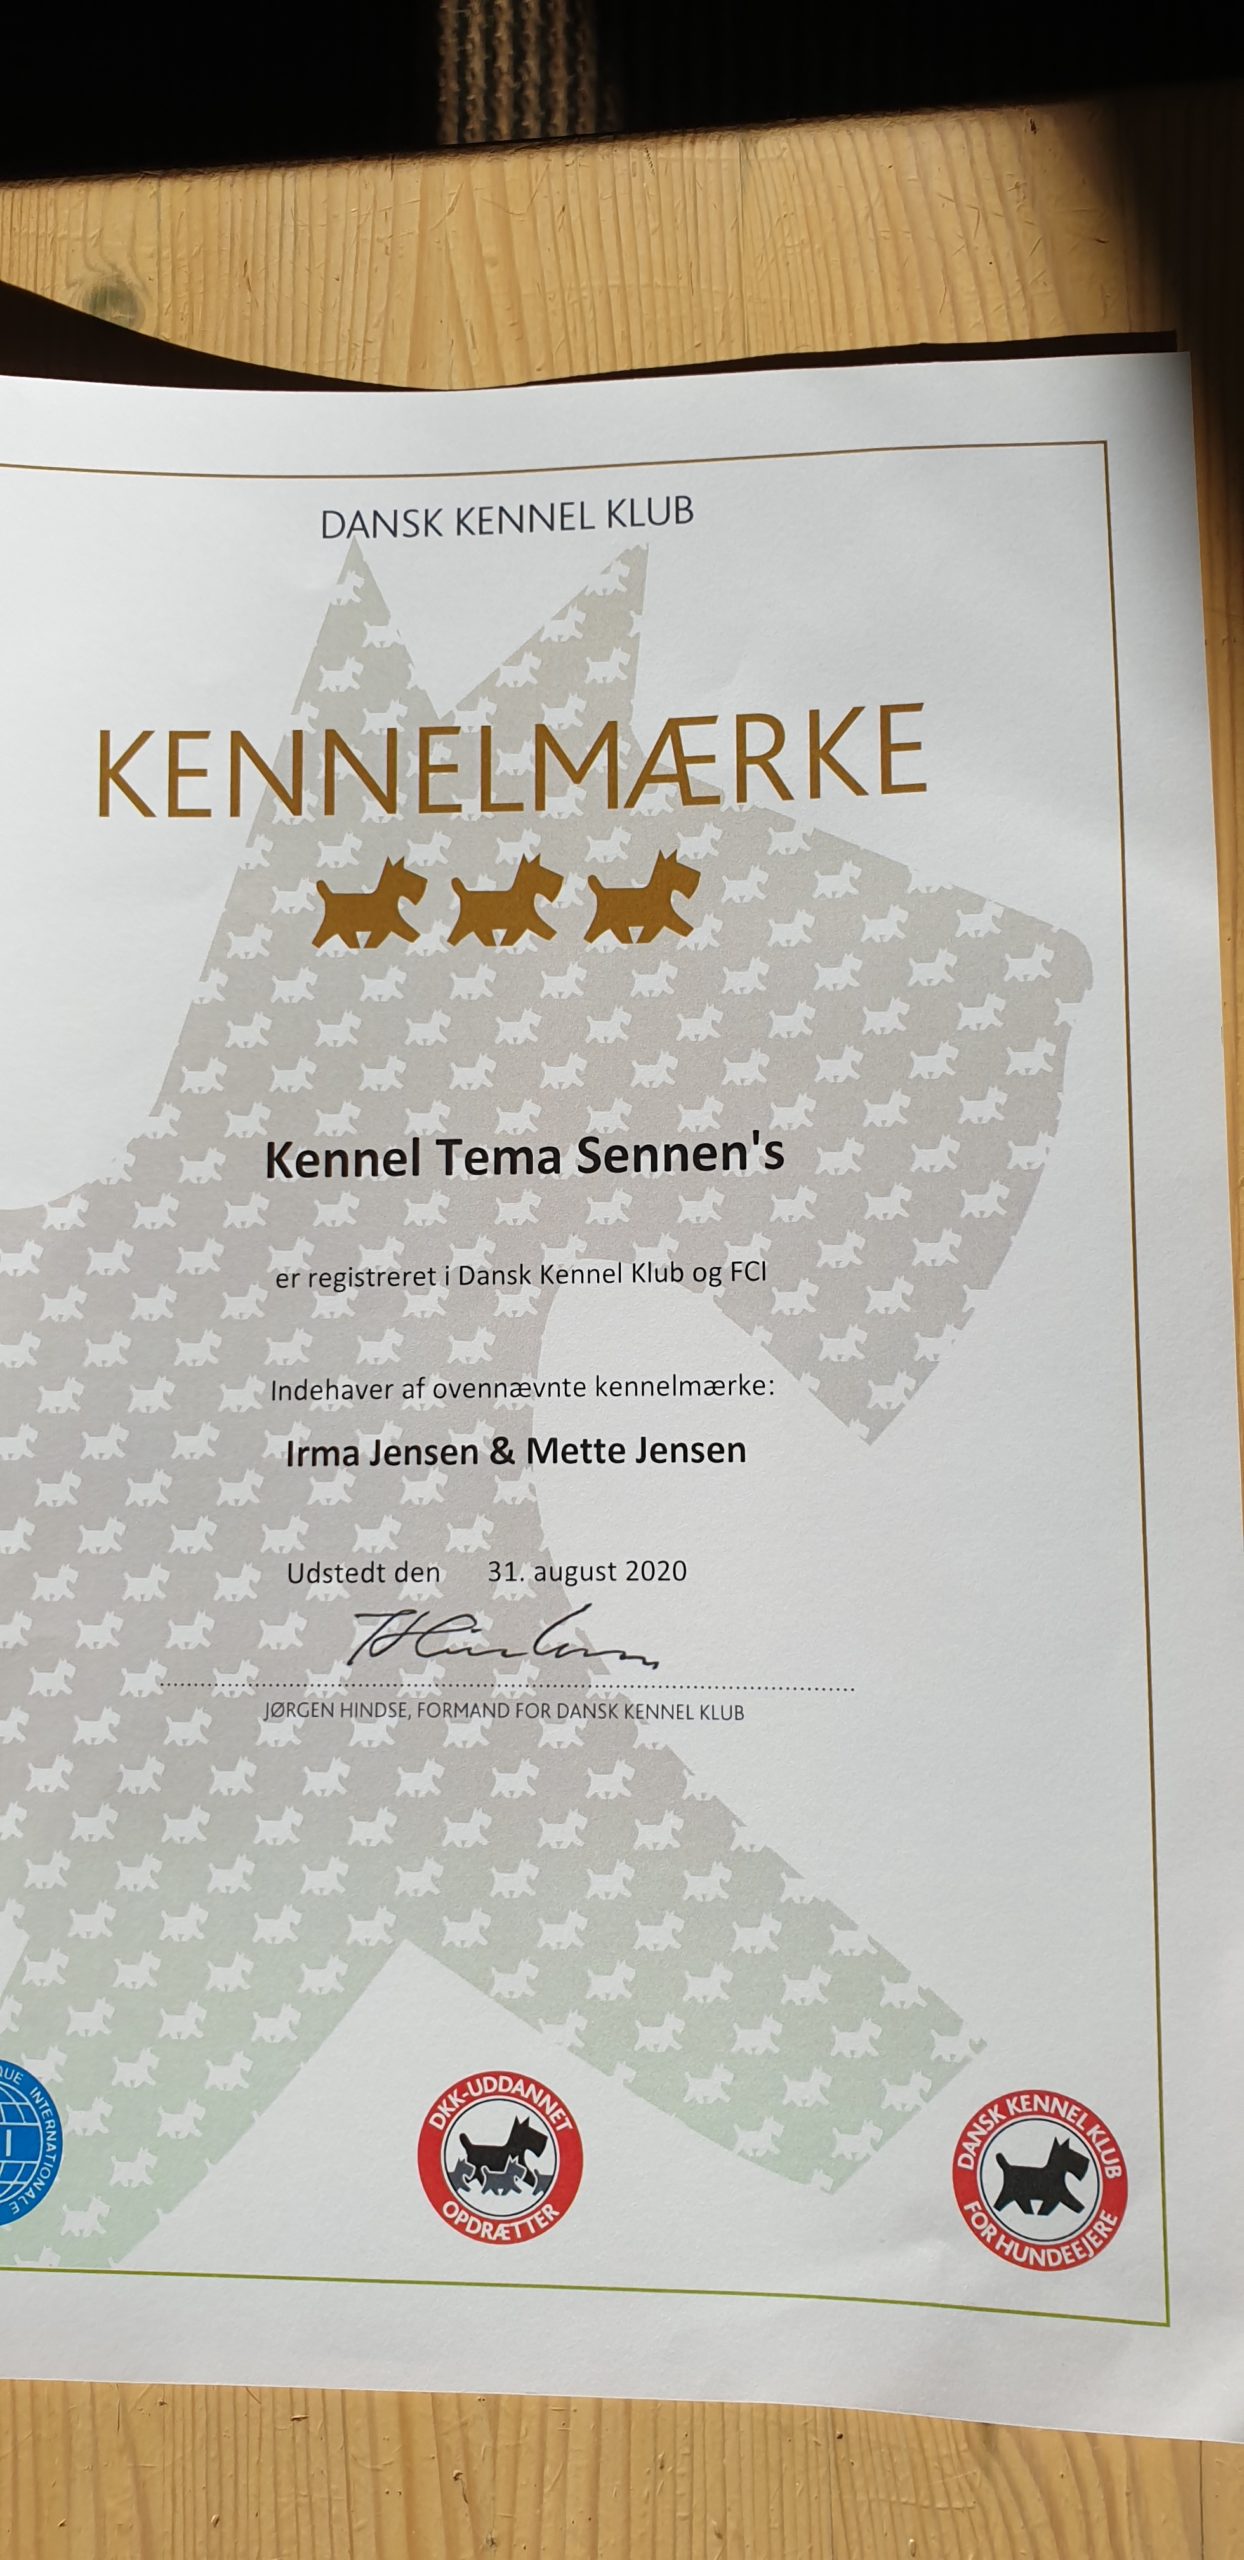 DANSK KENNEL KLUB
KENNELMÆRKE
Kennel Tema Sennen's
er registreret i Dansk Kennel Klub og FCI
Indehaver af ovennævnte kennelmærke:
Irma Jensen & Mette Jensen
Udstedt den 31. august 2020
JØRGEN HINDSE, FORMAND FOR DANSK KENNEL KLUB
INTERNATIONALE
DKK-UDDANNET
OPDRÆTTER
DANSK KENNEL KLUB
FOR HUNDEEJERE